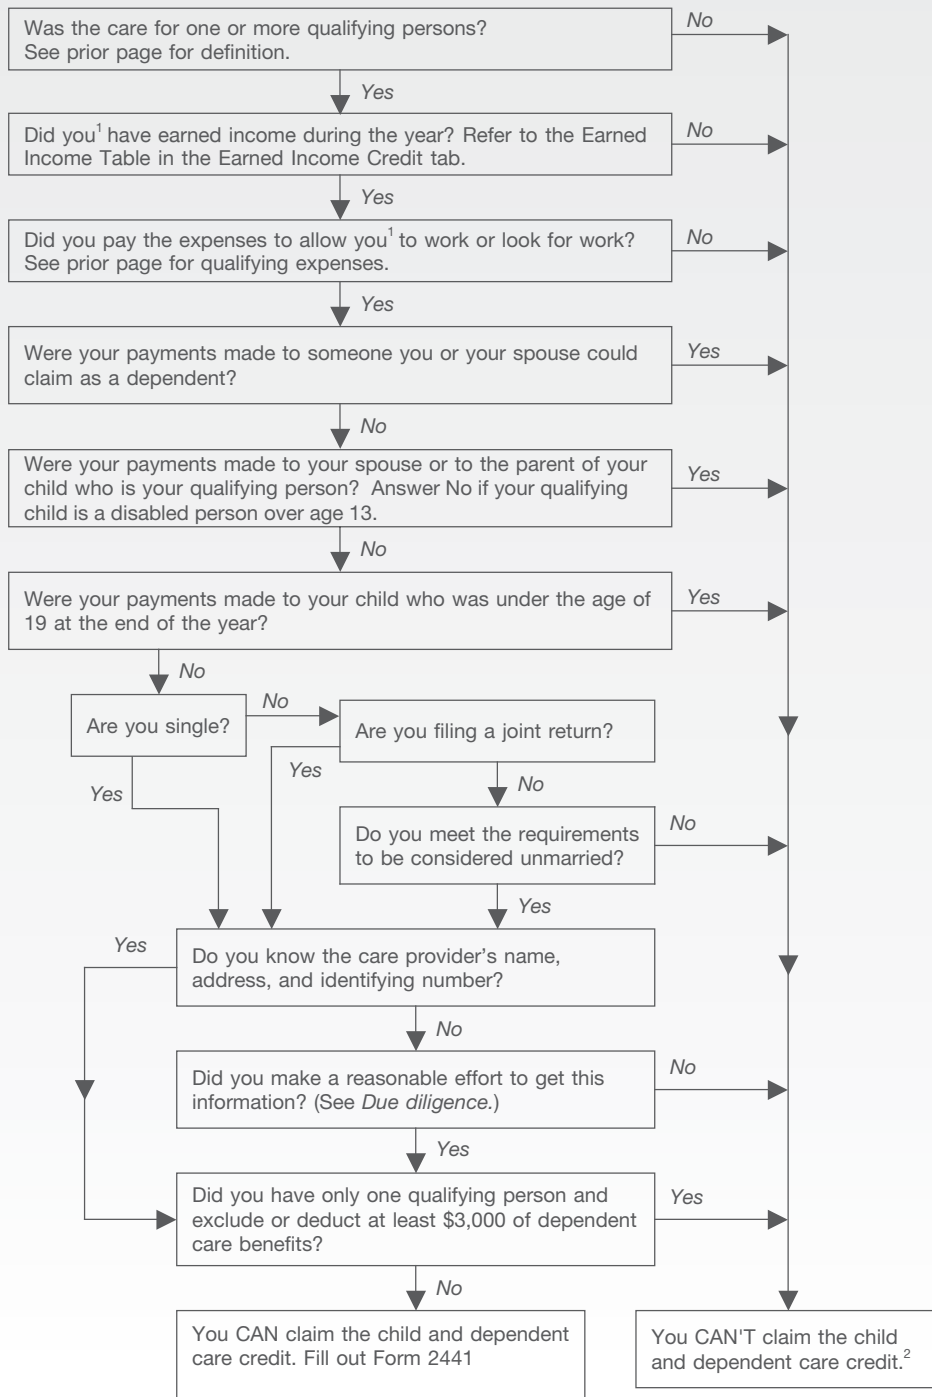 Was the care for one or more qualifying persons?
See prior page for definition.
No
Yes
Did you¹ have earned income during the year? Refer to the Earned
Income Table in the Earned Income Credit tab.
No
Yes
Did you pay the expenses to allow you¹ to work or look for work?
See prior page for qualifying expenses.
No
Yes
Were your payments made to someone you or your spouse could
claim as a dependent?
Yes
No
Were your payments made to your spouse or to the parent of your
child who is your qualifying person? Answer No if your qualifying
child is a disabled person over age 13.
Yes
No
Were your payments made to your child who was under the age of
19 at the end of the year?
Yes
No
Are you single?
No
Are you filing a joint return?
Yes
Yes
No
Do you meet the requirements
to be considered unmarried?
No
Yes
Do you know the care provider's name,
address, and identifying number?
Yes
No
Did you make a reasonable effort to get this
information? (See Due diligence.)
No
Yes
Did you have only one qualifying person and
exclude or deduct at least $3,000 of dependent
care benefits?
Yes
No
You CAN claim the child and dependent
care credit. Fill out Form 2441
You CAN'T claim the child
and dependent care credit.²